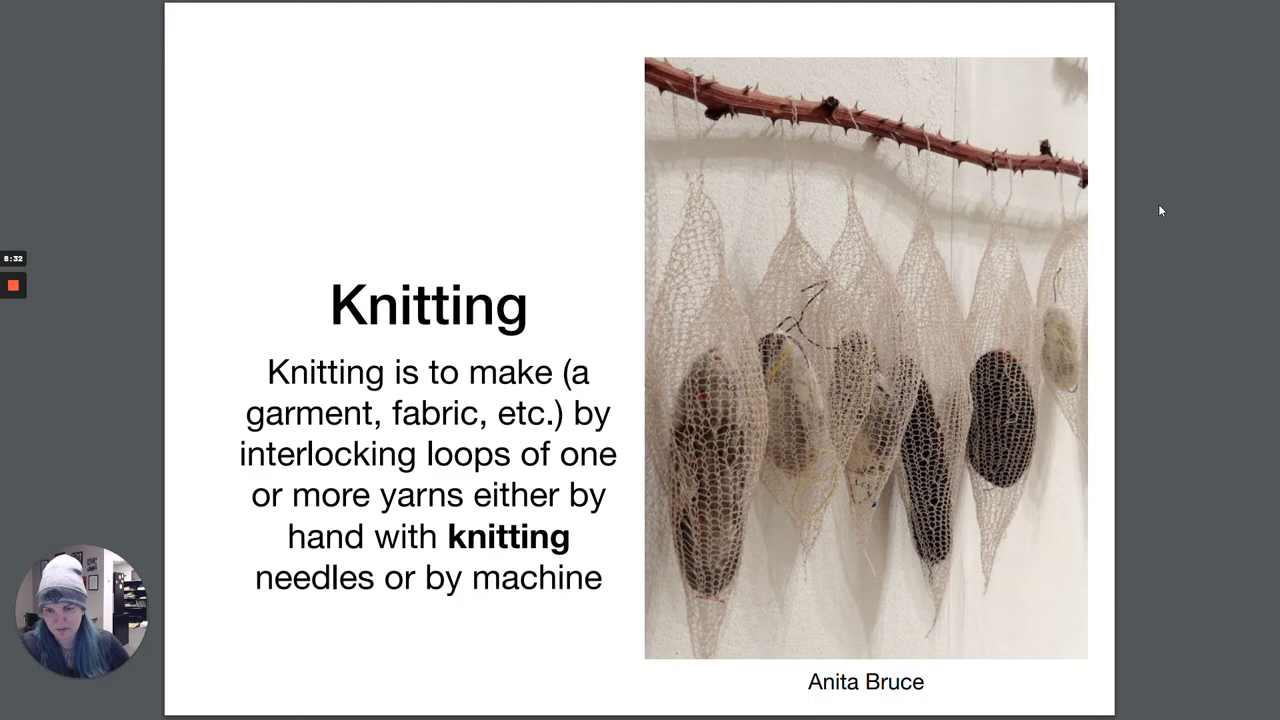 8:32
Knitting
Knitting is to make (a
garment, fabric, etc.) by
interlocking loops of one
or more yarns either by
hand with knitting
needles or by machine
Anita Bruce